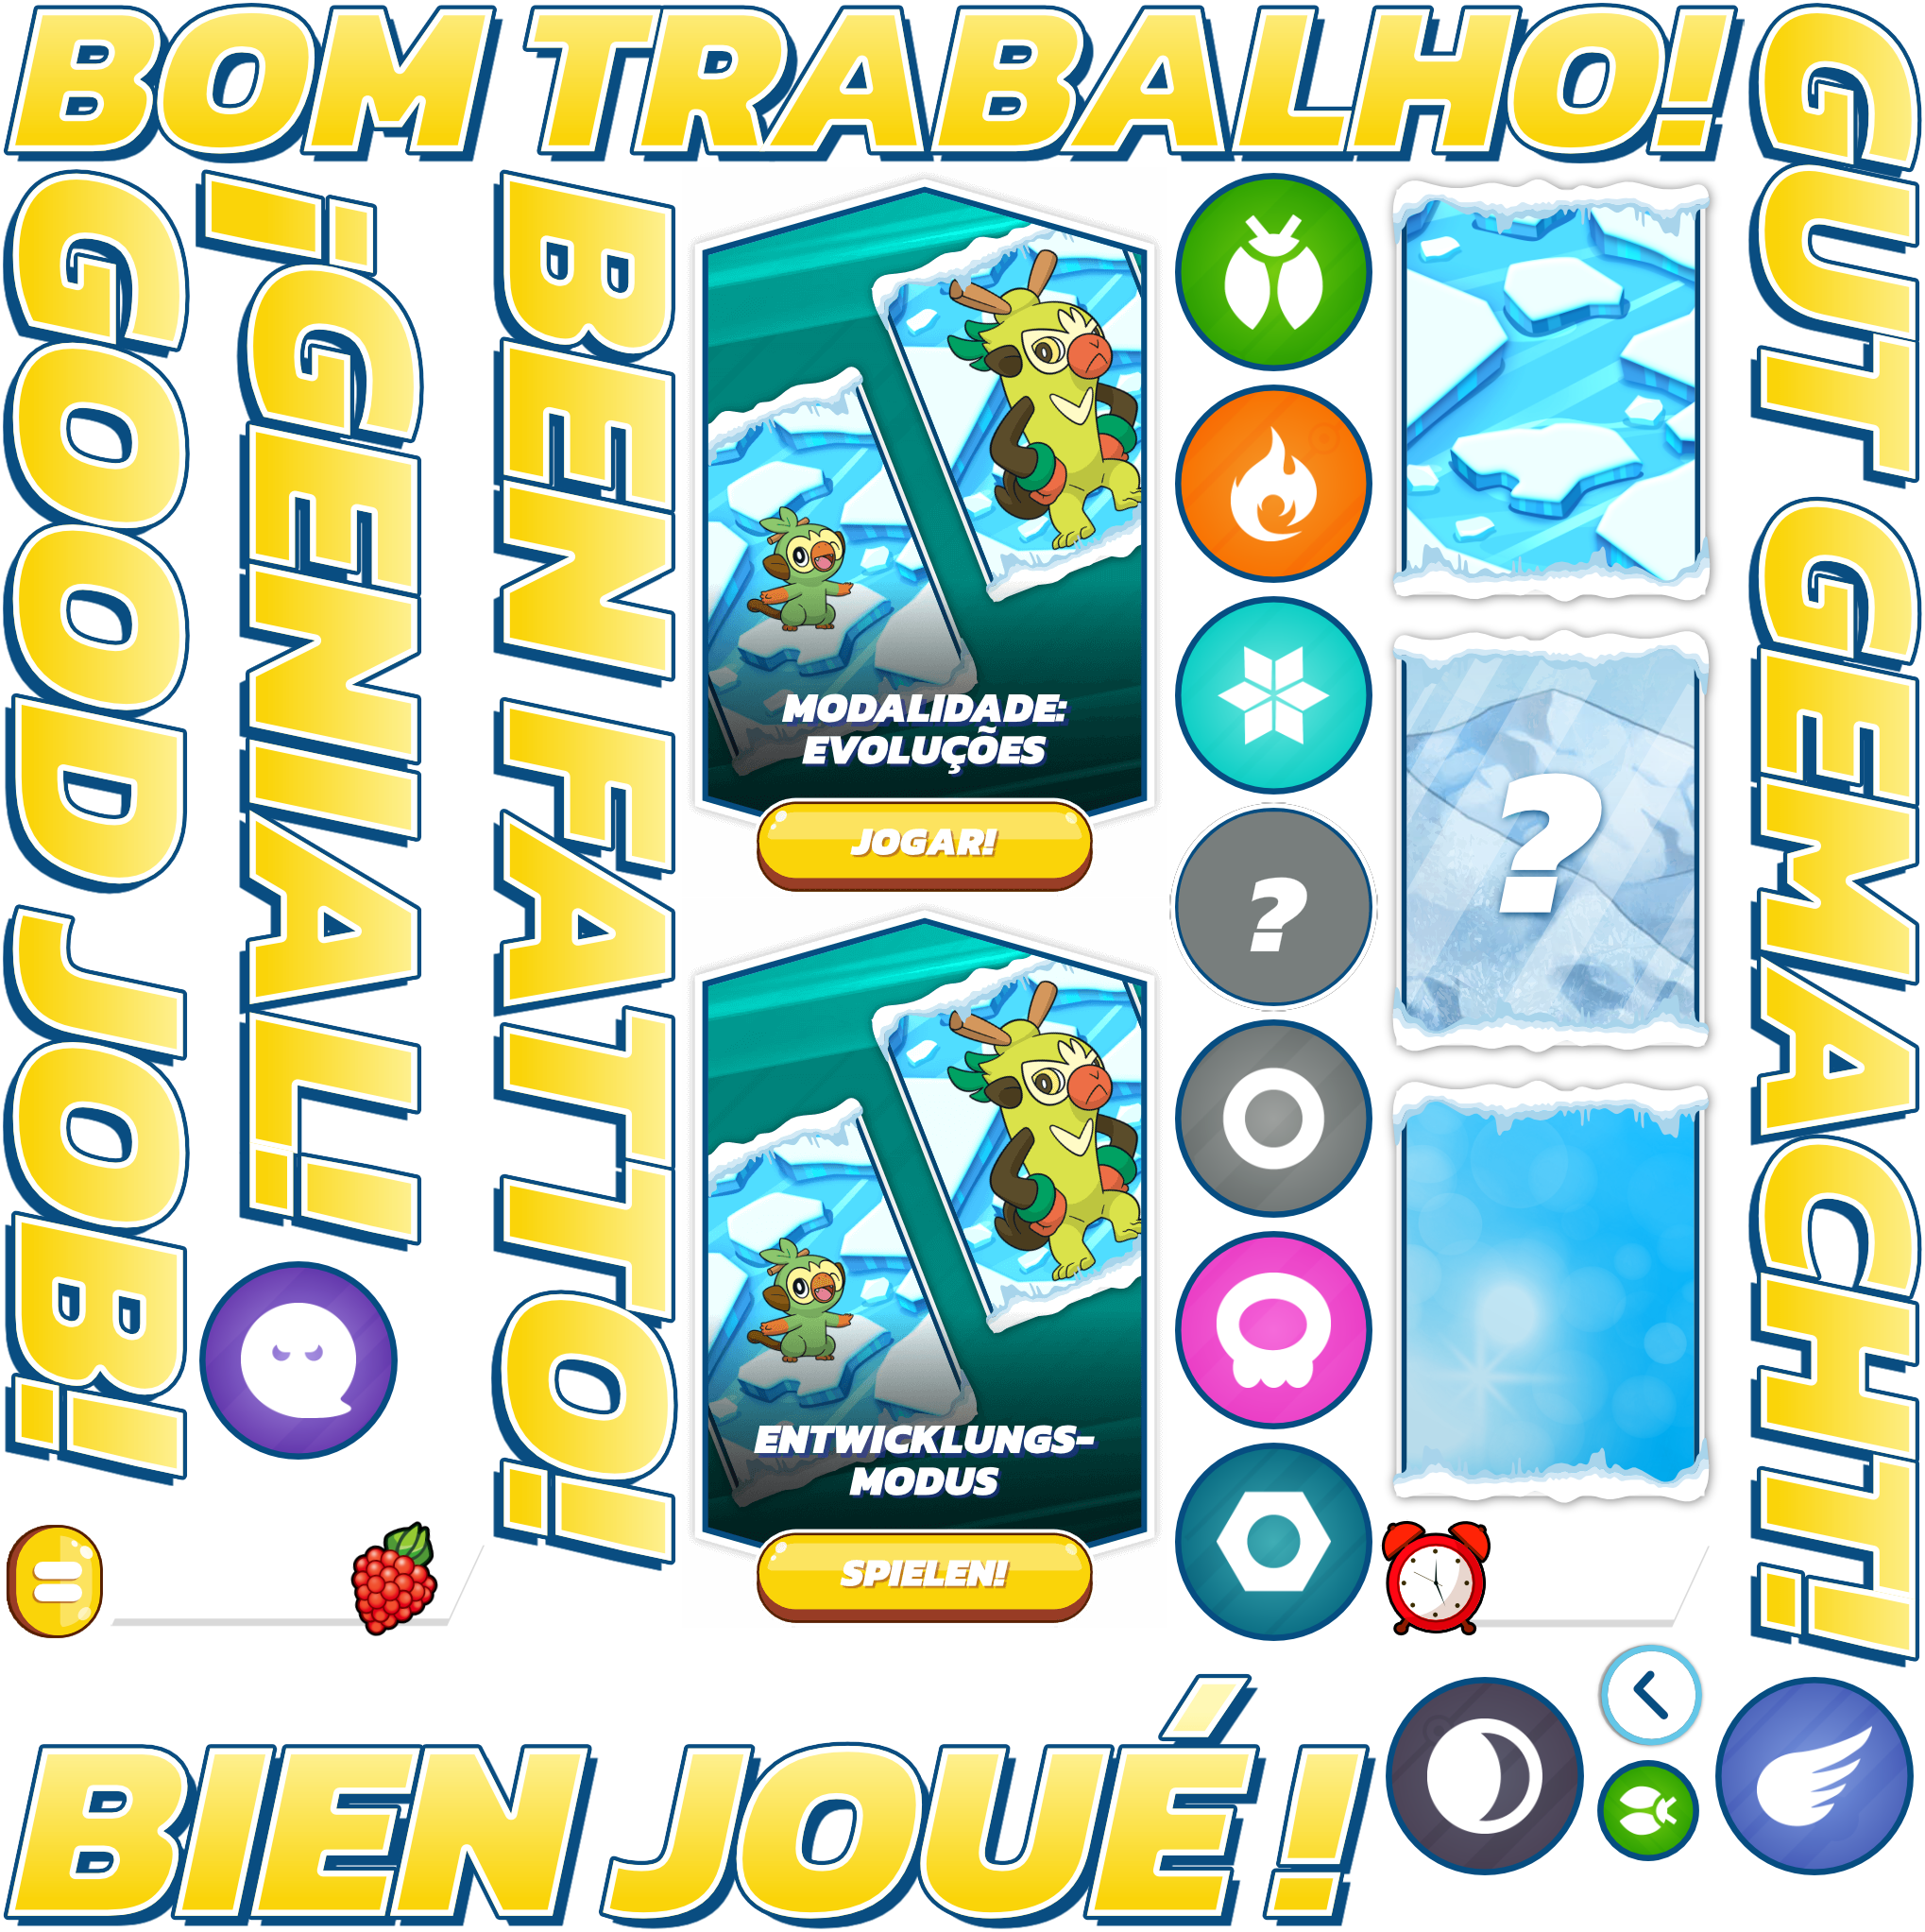 BOM TRABALHO!
GUT GEMACHT!
GOOD JOB!
¡GENIAL!
BEN FATTO!
MODALIDADE:
EVOLUÇÕES
JOGAR!
?
?
ENTWICKLUNGS-
MODUS
SPIELEN!
BIEN JOUÉ !